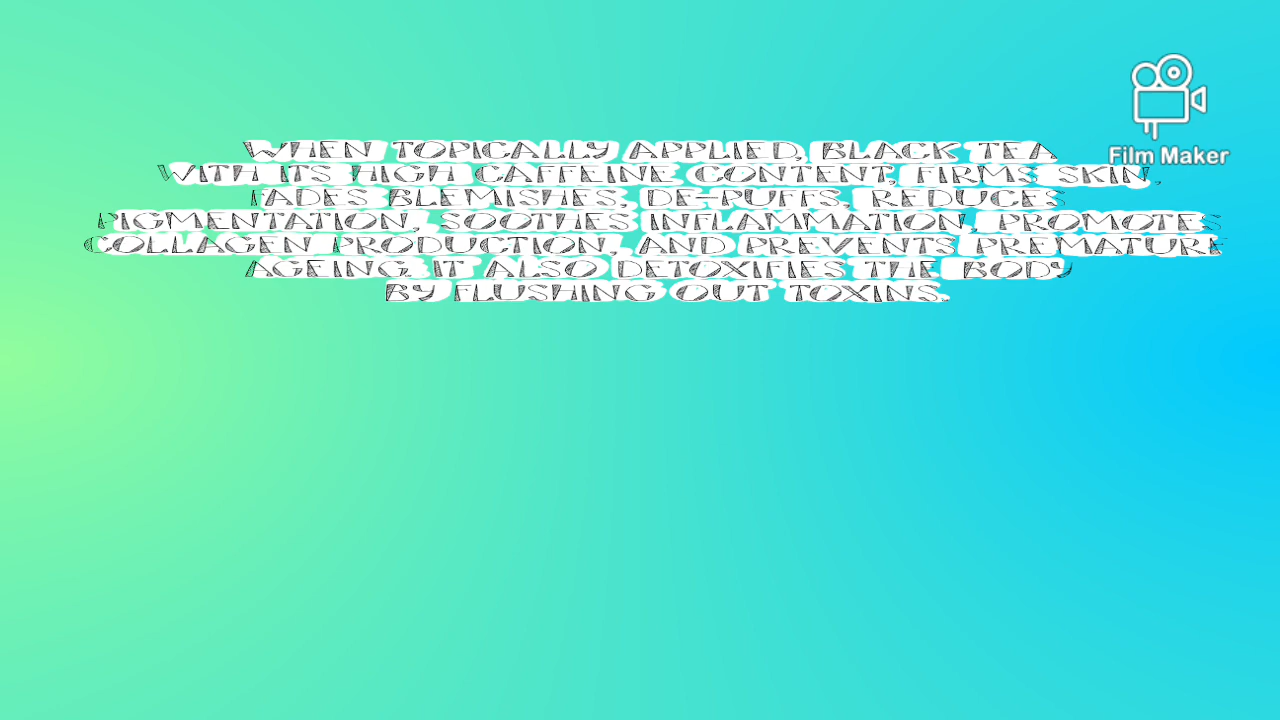 Film Maker
WHEN TOPICALLY APPLIED, BLACK TEA
WITH ITS HIGH CAFFEINE CONTENT, FIRMS SKIN,
FADES BLEMISHES, DE-PUFFS, REDUCES
PIGMENTATION, SOOTHES INFLAMMATION, PROMOTES
COLLAGEN PRODUCTION, AND PREVENTS PREMATURE
AGEING. IT ALSO DETOXIFIES THE BODY
BY FLUSHING OUT TOXINS.